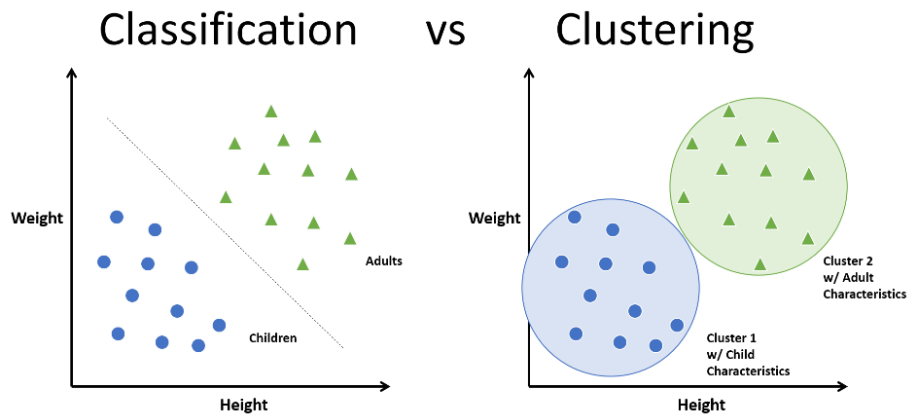 Classification vs Clustering
Weight
Adults
Children
Height
Weight
Cluster 2
w/ Adult
Characteristics
Cluster 1
w/ Child
Characteristics
Height